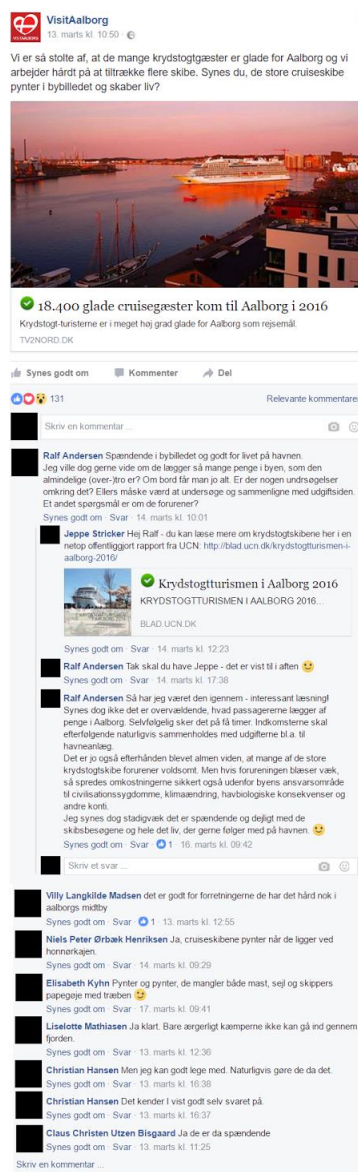 VisitAalborg
13. marts kl. 10:50 ·
Vi er så stolte af, at de mange krydstogtgæster er glade for Aalborg og vi
arbejder hårdt på at tiltrække flere skibe. Synes du, de store cruiseskibe
pynter i bybilledet og skaber liv?
18.400 glade cruisegæster kom til Aalborg i 2016
Krydstogt-turisterne er i meget høj grad glade for Aalborg som rejsemål.
TV2NORD.DK
Synes godt om Kommenter Del
131 Relevante kommentarer
Skriv en kommentar ...
Ralf Andersen Spændende i bybilledet og godt for livet på havnen.
Jeg ville dog gerne vide om de lægger så mange penge i byen, som den
almindelige (over-)tro er? Om bord får man jo alt. Er der nogen undrsøgelser
omkring det? Ellers måske værd at undersøge og sammenligne med udgiftsiden.
Et andet spørgsmål er om de forurener?
Synes godt om · Svar · 14. marts kl. 10:01
Jeppe Stricker Hej Ralf - du kan læse mere om krydstogtskibene her i en
netop offentliggjort rapport fra UCN: http://blad.ucn.dk/krydstogtturismen-i-
aalborg-2016/
Krydstogtturismen i Aalborg 2016
KRYDSTOGTTURISMEN I AALBORG 2016...
BLAD.UCN.DK
Synes godt om · Svar · 14. marts kl. 12:23
Ralf Andersen Tak skal du have Jeppe - det er vist til i aften
Synes godt om · Svar · 14. marts kl. 17:38
Ralf Andersen Så har jeg været den igennem - interessant læsning!
Synes dog ikke det er overvældende, hvad passagererne lægger af
penge i Aalborg. Selvfølgelig sker det på få timer. Indkomsterne skal
efterfølgende naturligvis sammenholdes med udgifterne bl.a. til
havneanlæg.
Det er jo også efterhånden blevet almen viden, at mange af de store
krydstogtskibe forurener voldsomt. Men hvis forureningen blæser væk,
så spredes omkostningerne sikkert også udenfor byens ansvarsområde
til civilisationssygdomme, klimaændring, havbiologiske konsekvenser og
andre konti.
Jeg synes dog stadigvæk det er spændende og dejligt med de
skibsbesøgene og hele det liv, der gerne følger med på havnen.
Synes godt om · Svar · 1 · 16. marts kl. 09:42
Skriv et svar ...
Villy Langkilde Madsen det er godt for forretningerne de har det hård nok i
aalborgs midtby
Synes godt om · Svar · 1 · 13. marts kl. 12:55
Niels Peter Ørbæk Henriksen Ja, cruiseskibene pynter når de ligger ved
honnørkajen.
Synes godt om · Svar · 14. marts kl. 09:29
Elisabeth Kyhn Pynter og pynter, de mangler både mast, sejl og skippers
papegøje med træben
Synes godt om · Svar · 17. marts kl. 09:41
Liselotte Mathiasen Ja klart. Bare ærgerligt kæmperne ikke kan gå ind gennem
fjorden.
Synes godt om · Svar · 13. marts kl. 12:36
Christian Hansen Men jeg kan godt lege med. Naturligvis gøre de da det.
Synes godt om · Svar · 13. marts kl. 16:38
Christian Hansen Det kender I vist godt selv svaret på.
Synes godt om · Svar · 13. marts kl. 16:37
Claus Christen Utzen Bisgaard Ja de er da spændende
Synes godt om · Svar · 13. marts kl. 11:25
Skriv en kommentar ...